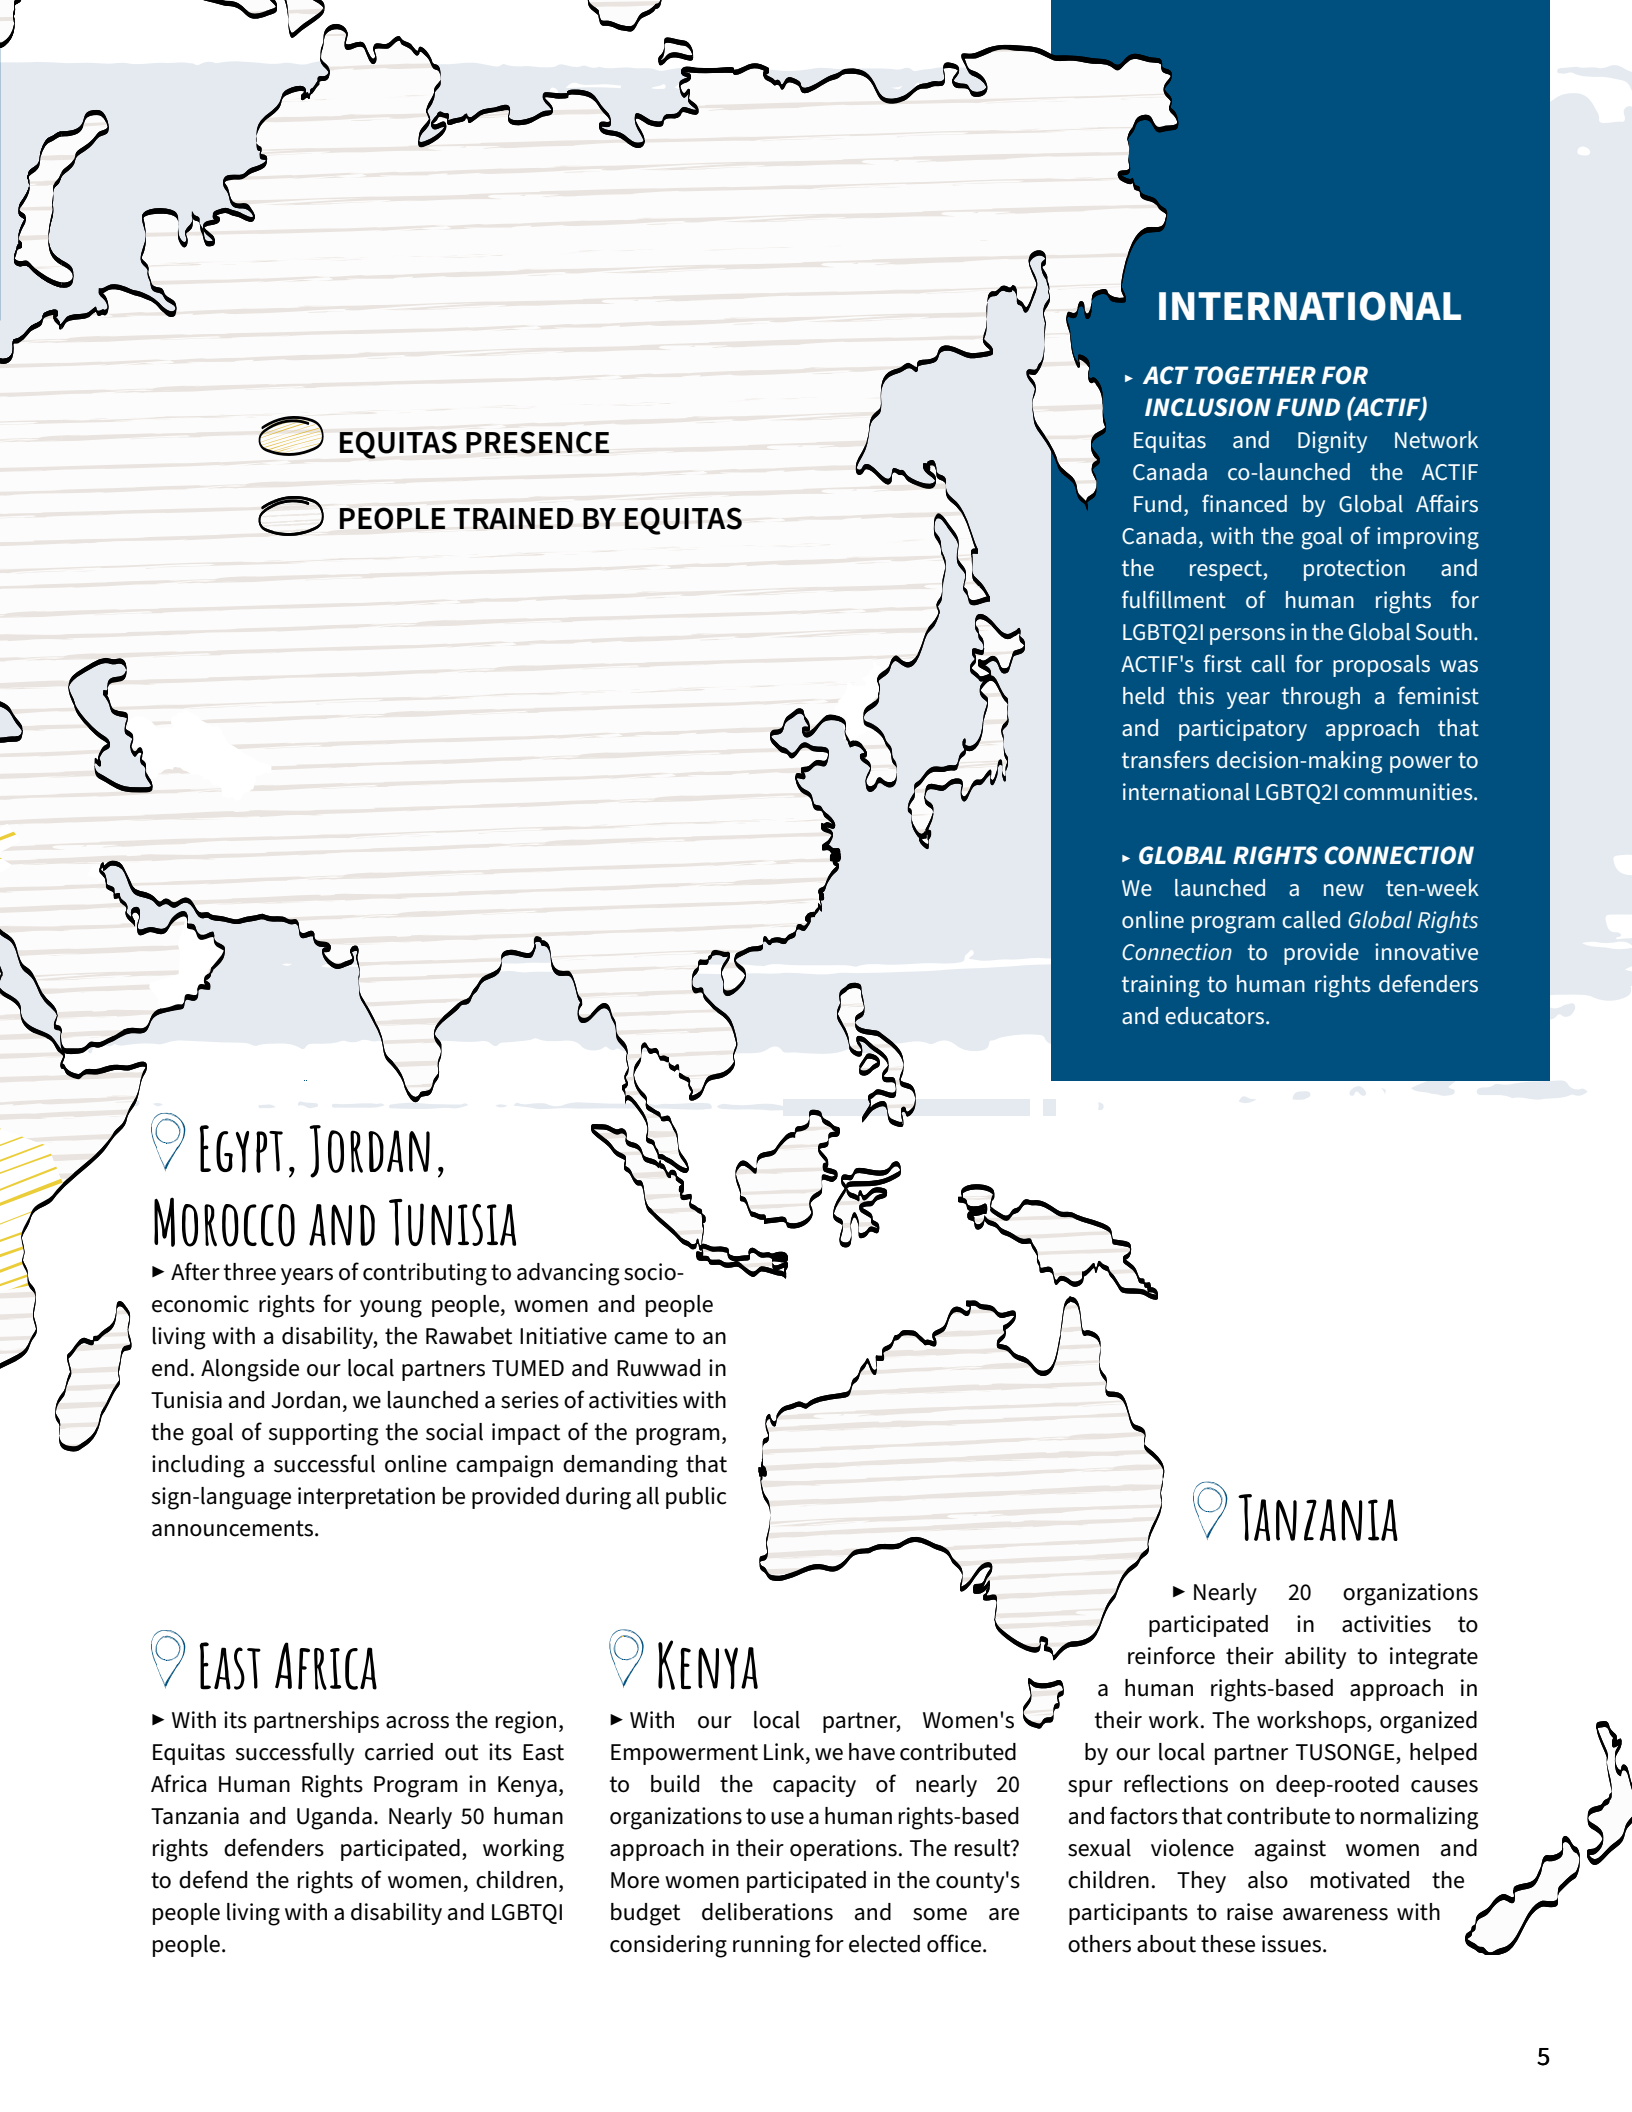 INTERNATIONAL
▸ ACT TOGETHER FOR
INCLUSION FUND (ACTIF)
Equitas and Dignity Network
Canada co-launched the ACTIF
Fund, financed by Global Affairs
Canada, with the goal of improving
the respect, protection and
fulfillment of human rights for
LGBTQ2I persons in the Global South.
ACTIF's first call for proposals was
held this year through a feminist
and participatory approach that
transfers decision-making power to
international LGBTQ2I communities.
▸ GLOBAL RIGHTS CONNECTION
We launched a new ten-week
online program called Global Rights
Connection to provide innovative
training to human rights defenders
and educators.
EQUITAS PRESENCE
PEOPLE TRAINED BY EQUITAS
Egypt, Jordan,
Morocco and Tunisia
► After three years of contributing to advancing socio-
economic rights for young people, women and people
living with a disability, the Rawabet Initiative came to an
end. Alongside our local partners TUMED and Ruwwad in
Tunisia and Jordan, we launched a series of activities with
the goal of supporting the social impact of the program,
including a successful online campaign demanding that
sign-language interpretation be provided during all public
announcements.
East Africa
► With its partnerships across the region,
Equitas successfully carried out its East
Africa Human Rights Program in Kenya,
Tanzania and Uganda. Nearly 50 human
rights defenders participated, working
to defend the rights of women, children,
people living with a disability and LGBTQI
people.
Kenya
► With our local partner, Women's
Empowerment Link, we have contributed
to build the capacity of nearly 20
organizations to use a human rights-based
approach in their operations. The result?
More women participated in the county's
budget deliberations and some are
considering running for elected office.
Tanzania
► Nearly 20 organizations
participated in activities to
reinforce their ability to integrate
a human rights-based approach in
their work. The workshops, organized
by our local partner TUSONGE, helped
spur reflections on deep-rooted causes
and factors that contribute to normalizing
sexual violence against women and
children. They also motivated the
participants to raise awareness with
others about these issues.
5